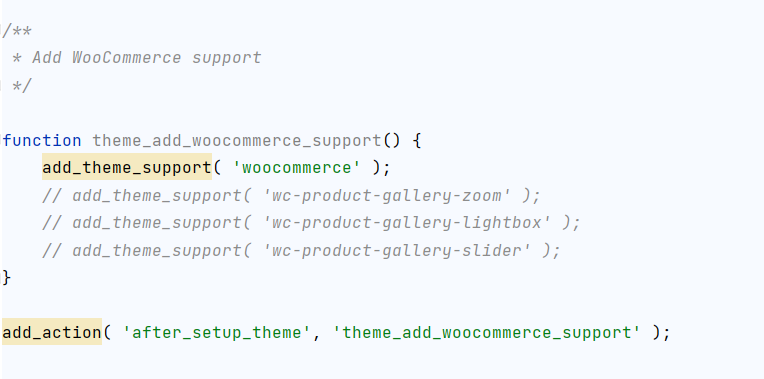 /**
 * Add WooCommerce support
 */
function theme_add_woocommerce_support() {
    add_theme_support( 'woocommerce' );
    // add_theme_support( 'wc-product-gallery-zoom' );
    // add_theme_support( 'wc-product-gallery-lightbox' );
    // add_theme_support( 'wc-product-gallery-slider' );
}
add_action( 'after_setup_theme', 'theme_add_woocommerce_support' );